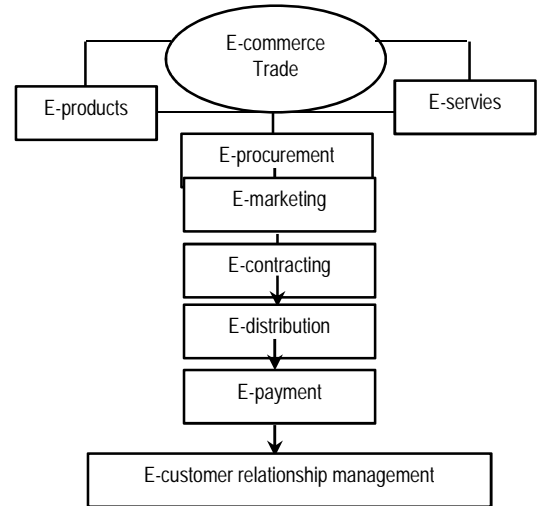 E-commerce
Trade
E-products
E-servies
E-procurement
E-marketing
E-contracting
E-distribution
E-payment
E-customer relationship management